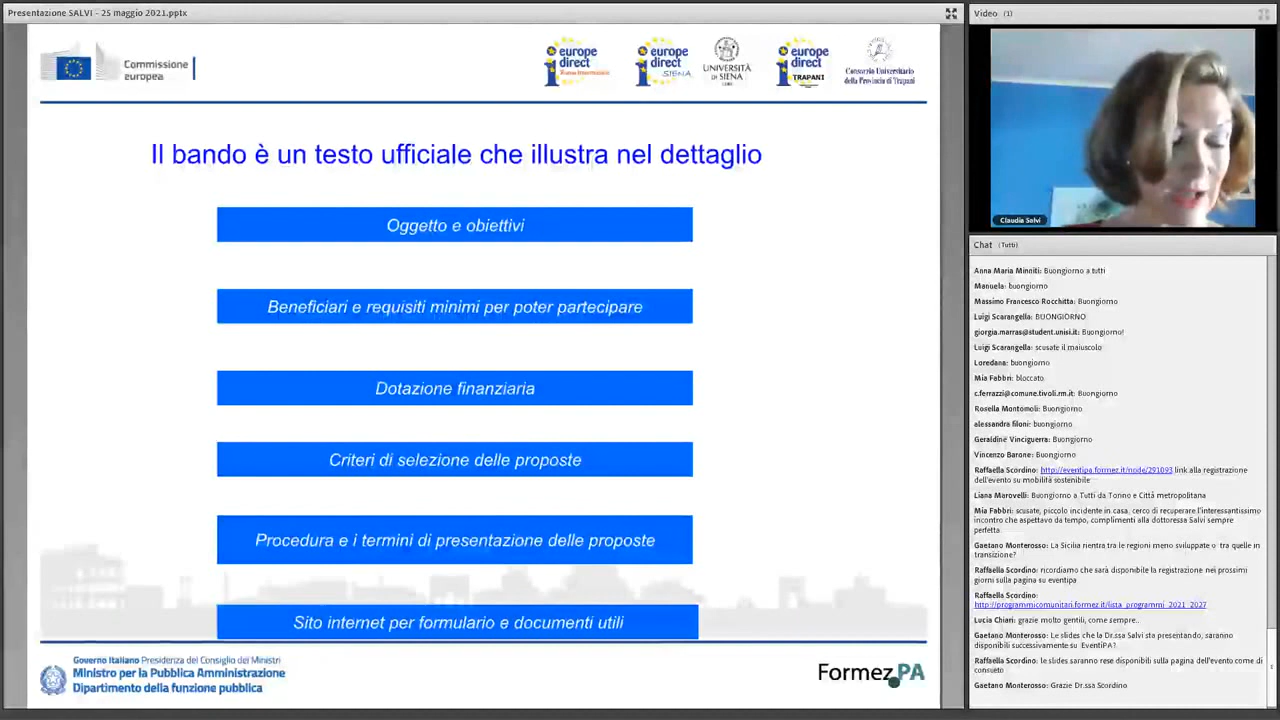 Presentazione SALVI - 25 maggio 2021.pptx
Commissione
europea
europe
direct
Roma Intermedia
europe
direct
SIENA
UNIVERSITÀ
DI SIENA
1240
europe
direct
TRAPANI
Consorzio Universitario
della Provincia di Trapani
Il bando è un testo ufficiale che illustra nel dettaglio
Oggetto e obiettivi
Beneficiari e requisiti minimi per poter partecipare
Dotazione finanziaria
Criteri di selezione delle proposte
Procedura e i termini di presentazione delle proposte
Sito internet per formulario e documenti utili
Governo Italiano Presidenza del Consiglio dei Ministri
Ministro per la Pubblica Amministrazione
Dipartimento della funzione pubblica
Formez.PA
Video (1)
Claudia Salvi
Chat (Tutti)
Anna Maria Minniti: Buongiorno a tutti
Manuela: buongiorno
Massimo Francesco Rocchitta: Buongiorno
Luigi Scarangella: BUONGIORNO
giorgia.marras@student.unisi.it: Buongiorno!
Luigi Scarangella: scusate il maiuscolo
Loredana: buongiorno
Mia Fabbri: bloccato
c.ferrazzi@comune.tivoli.rm.it: Buongiorno
Rosella Montomoli: Buongiorno
alessandra filoni: buongiorno
Geraldine Vinciguerra: Buongiorno
Vincenzo Barone: Buongiorno
Raffaella Scordino: http://eventipa.formez.it/node/291093 link alla registrazione
dell'evento su mobilità sostenibile
Liana Marovelli: Buongiorno a Tutti da Torino e Città metropolitana
Mia Fabbri: scusate, piccolo incidente in casa, cerco di recuperare l'interessantissimo
incontro che aspettavo da tempo, complimenti alla dottoressa Salvi sempre
perfetta
Gaetano Monterosso: La Sicilia rientra tra le regioni meno sviluppate o tra quelle in
transizione?
Raffaella Scordino: ricordiamo che sarà disponibile la registrazione nei prossimi
giorni sulla pagina su eventipa
Raffaella Scordino:
http://programmicomunitari.formez.it/lista_programmi_2021_2027
Lucia Chiari: grazie molto gentili, come sempre..
Gaetano Monterosso: Le slides che la Dr.ssa Salvi sta presentando, saranno
disponibili successivamente su EventiPA?
Raffaella Scordino: le slides saranno rese disponibili sulla pagina dell'evento come di
consueto
Gaetano Monterosso: Grazie Dr.ssa Scordino